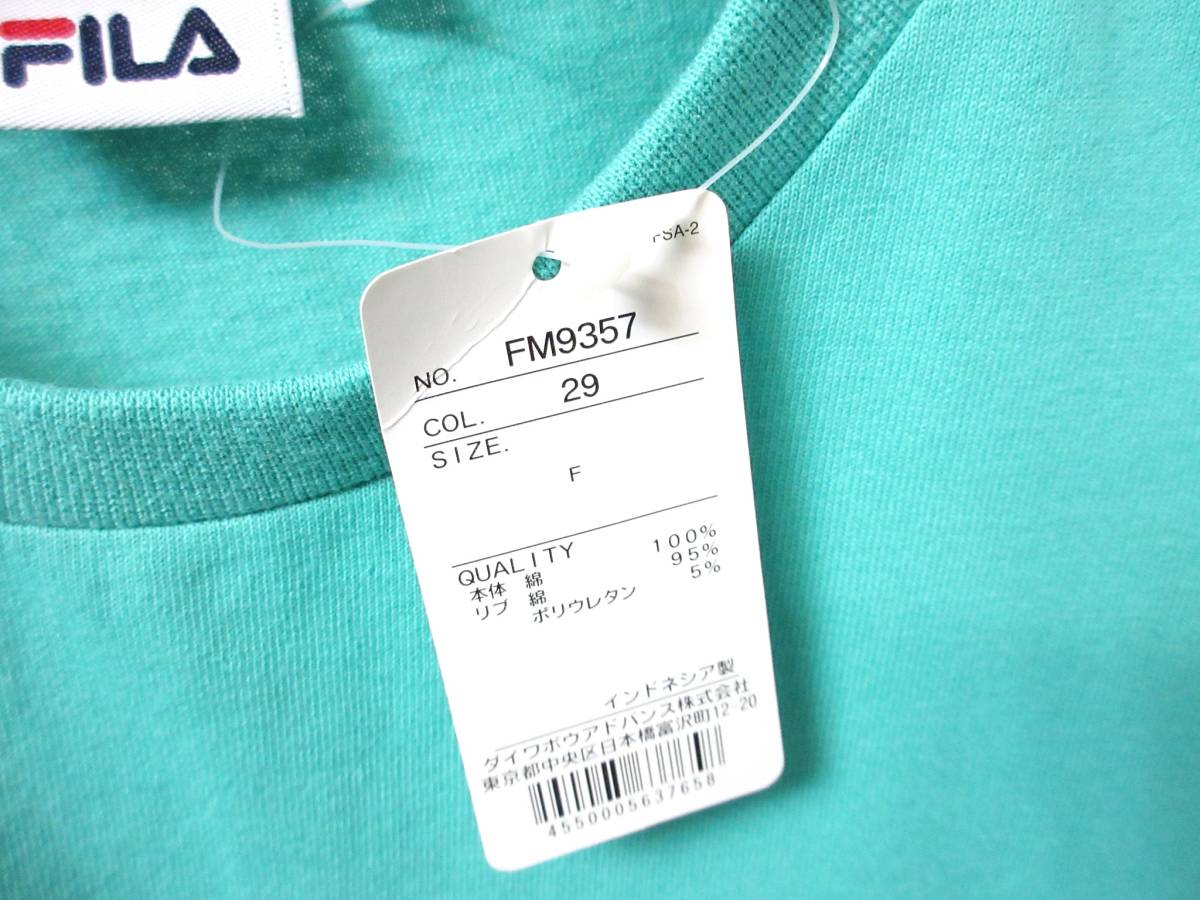 FILA
FSA-2
NO. FM9357
COL. 29
SIZE.
F
QUALITY
本体 綿 100%
リブ 綿 95%
ポリウレタン 5%
インドネシア製
ダイワボウアドバンス株式会社
東京都中央区日本橋富沢町12-20
4550005637658